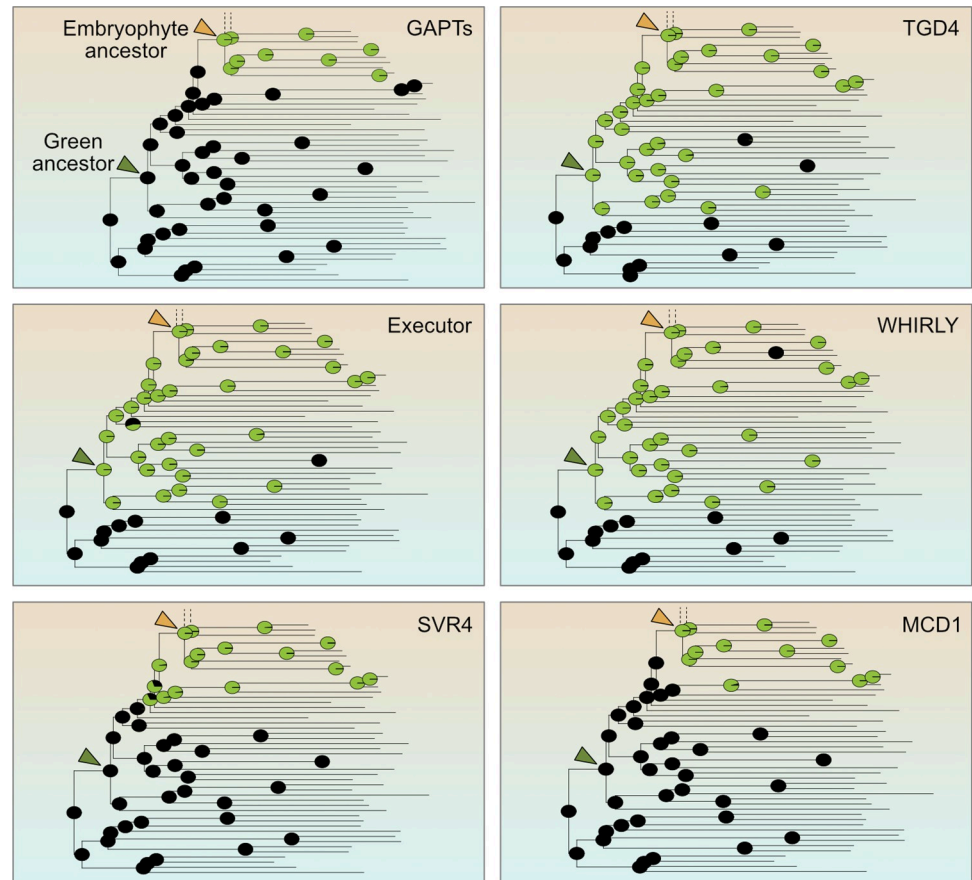 Embryophyte
ancestor
GAPTs
Green
ancestor
TGD4
Executor
WHIRLY
SVR4
MCD1